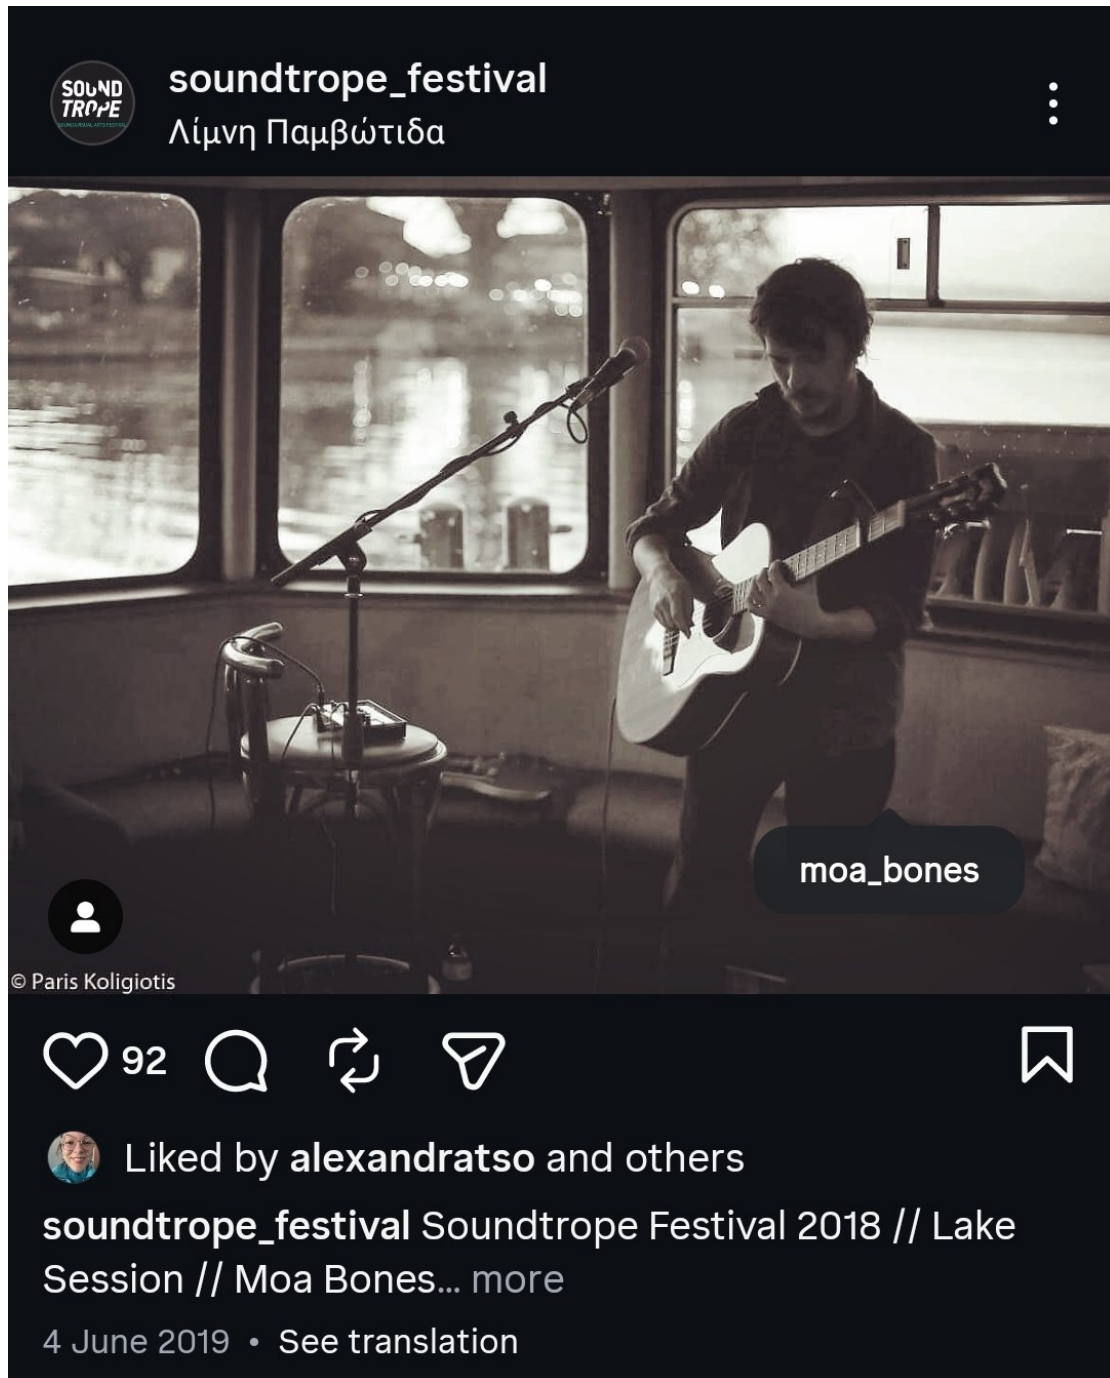 SOUND
TROPE
soundtrope_festival
Λίμνη Παμβώτιδα
moa_bones
© Paris Koligiotis
92
Liked by alexandratso and others
soundtrope_festival Soundtrope Festival 2018 // Lake
Session // Moa Bones... more
4 June 2019 • See translation